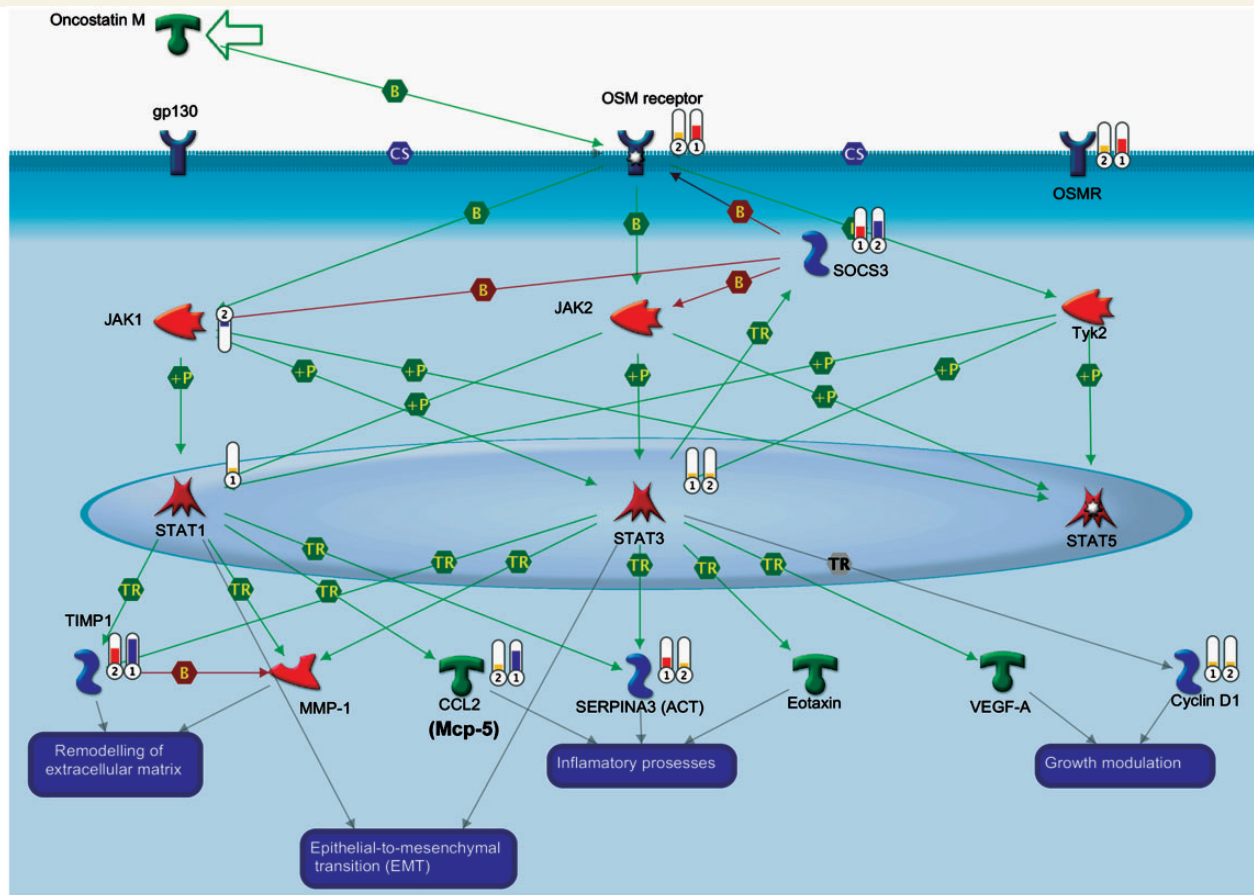 Oncostatin M
B
gp130
OSM receptor
2 1
CS
CS
2 1
OSMR
B
B
B
1 2
SOCS3
B
B
JAK1
2
JAK2
TR
Tyk2
+P
+P
+P
+P
+P
+P
+P
+P
+P
1
1 2
STAT1
STAT3
STAT5
TR
TR
TR
TR
TR
TR
TR
TR
TR
TR
TR
TIMP1
2 1
B
MMP-1
2 1
CCL2
(Mcp-5)
1 2
SERPINA3 (ACT)
Eotaxin
VEGF-A
1 2
Cyclin D1
Remodelling of
extracellular matrix
Inflamatory prosesses
Growth modulation
Epithelial-to-mesenchymal
transition (EMT)